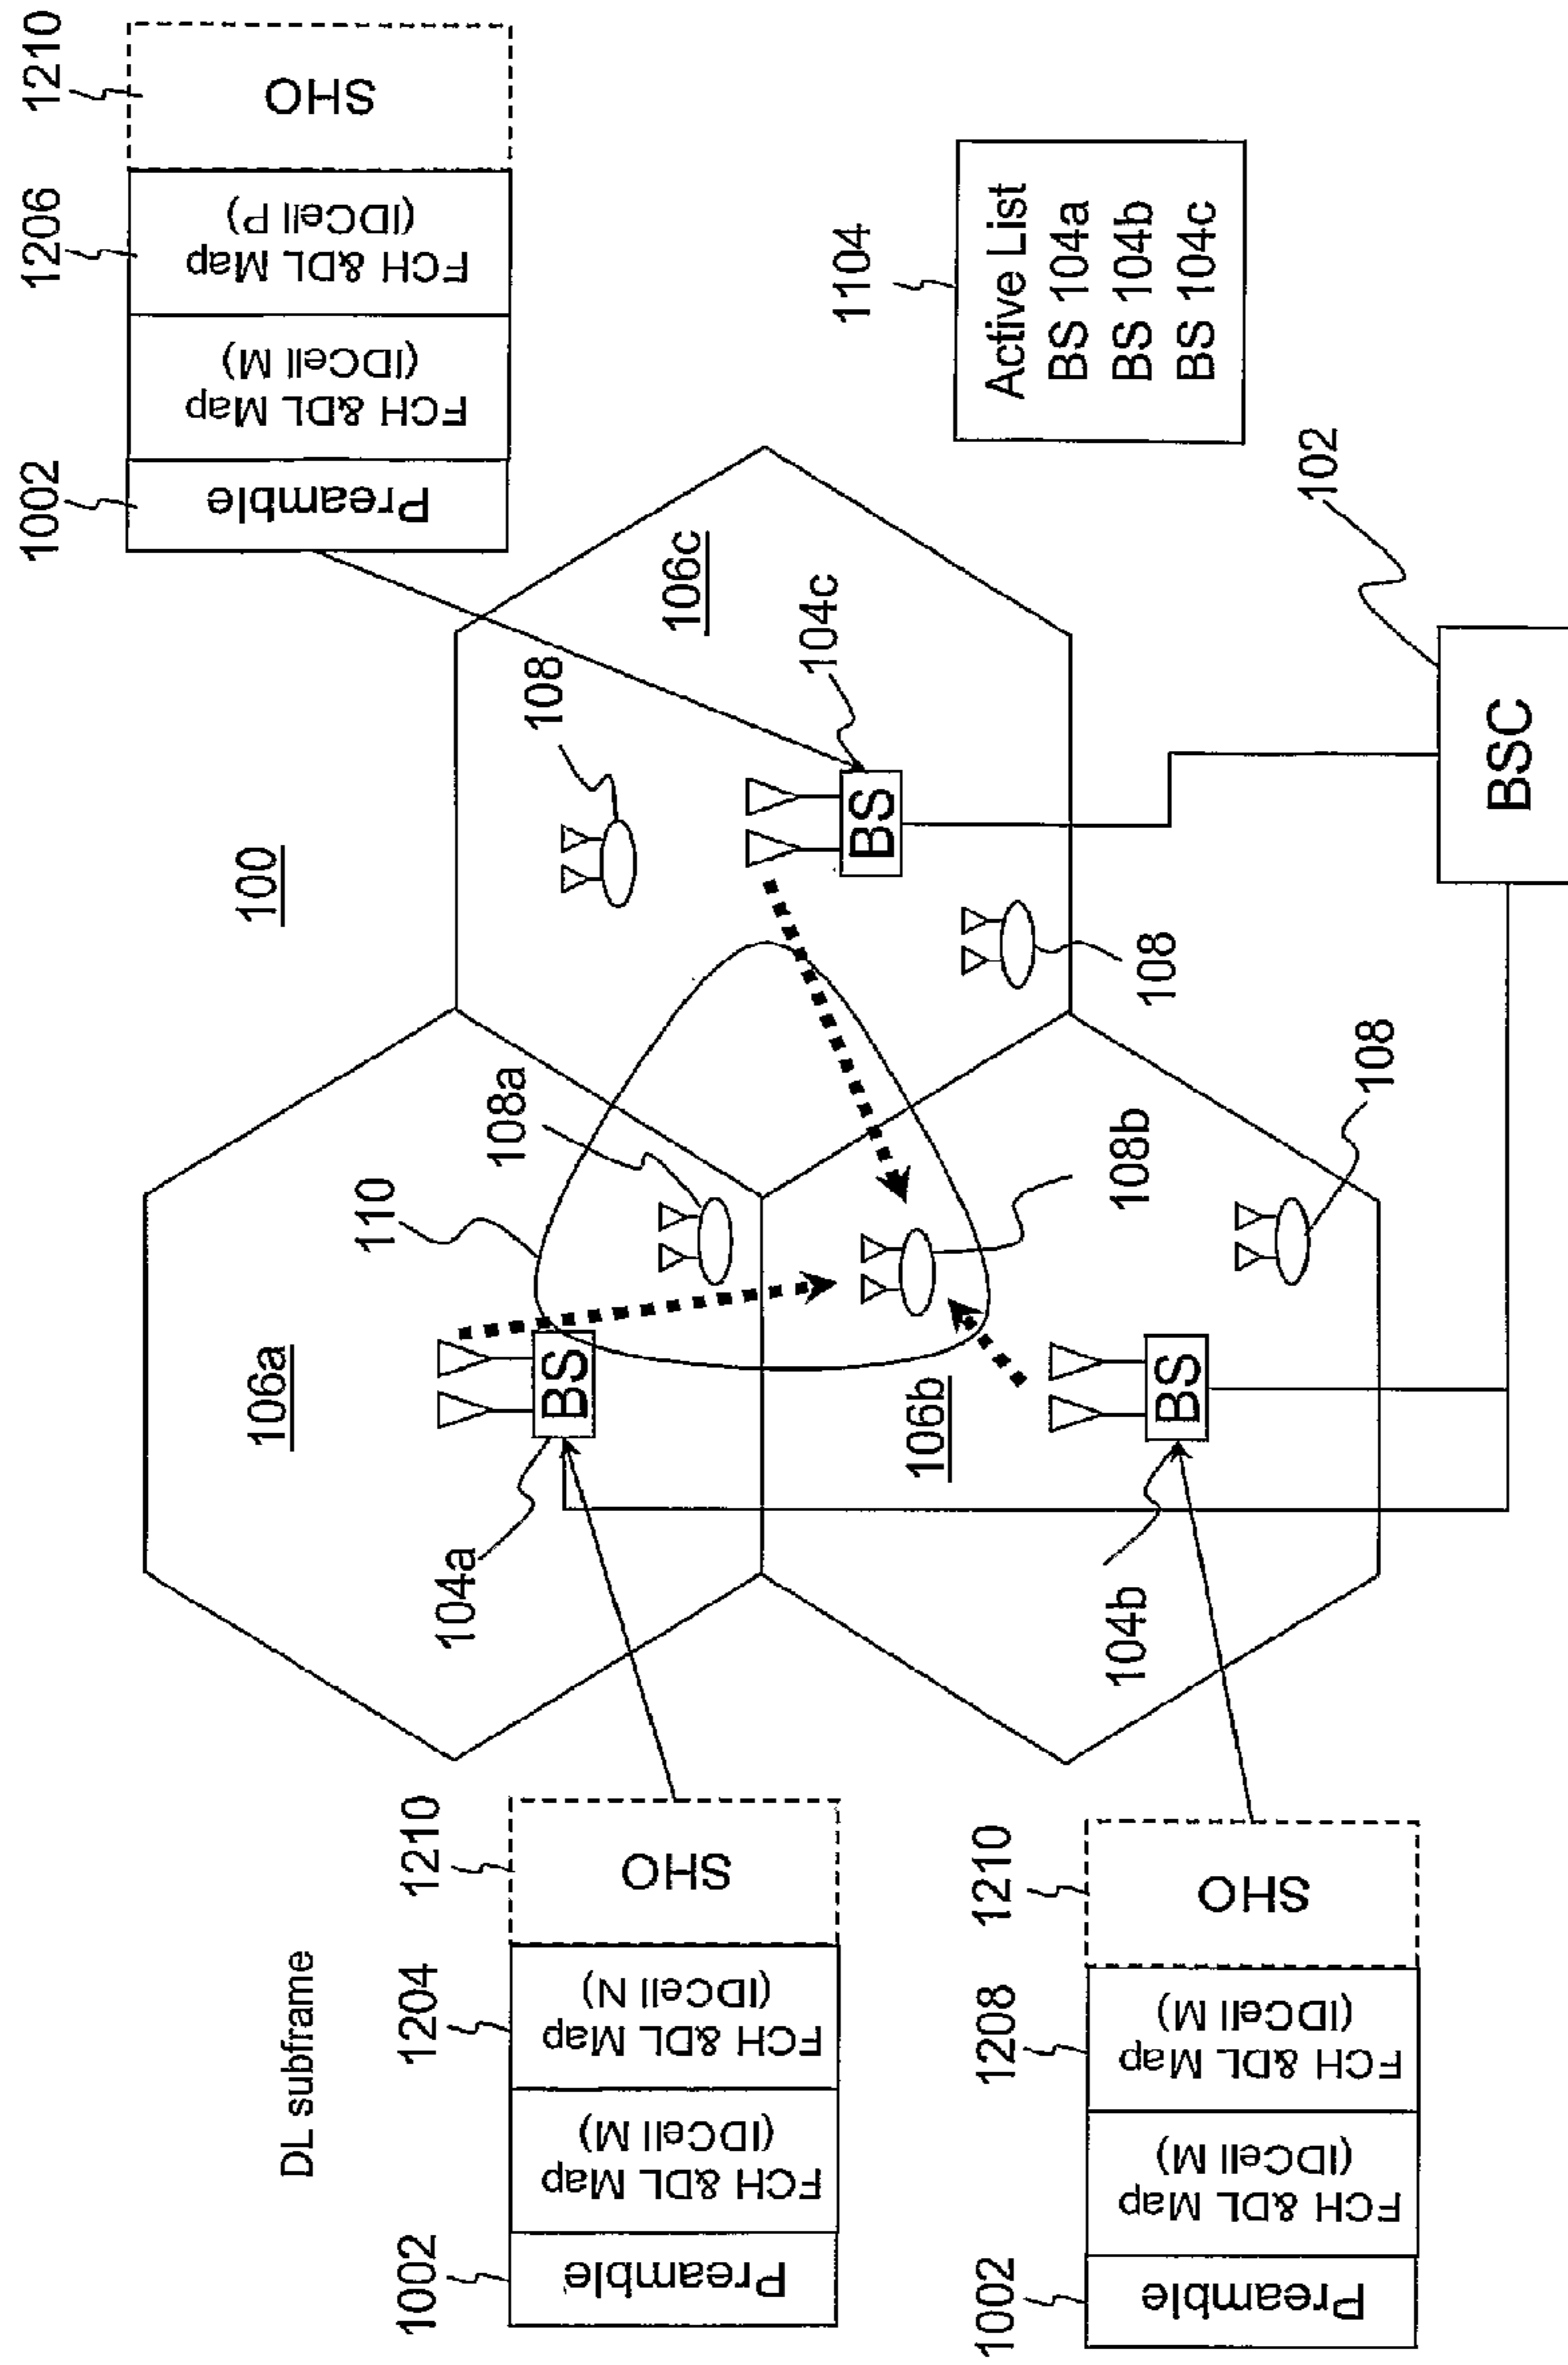 DL subframe
1002
1204
1210
Preamble
FCH &DL Map
(IDCell M)
FCH &DL Map
(IDCell N)
SHO
1002
1208
1210
Preamble
FCH &DL Map
(IDCell M)
FCH &DL Map
(IDCell M)
SHO
1002
1206
1210
Preamble
FCH &DL Map
(IDCell M)
FCH &DL Map
(IDCell P)
SHO
100
106a
104a
BS
110
108a
106b
104b
BS
108b
108
106c
108
104c
BS
108
1104
Active List
BS 104a
BS 104b
BS 104c
102
BSC